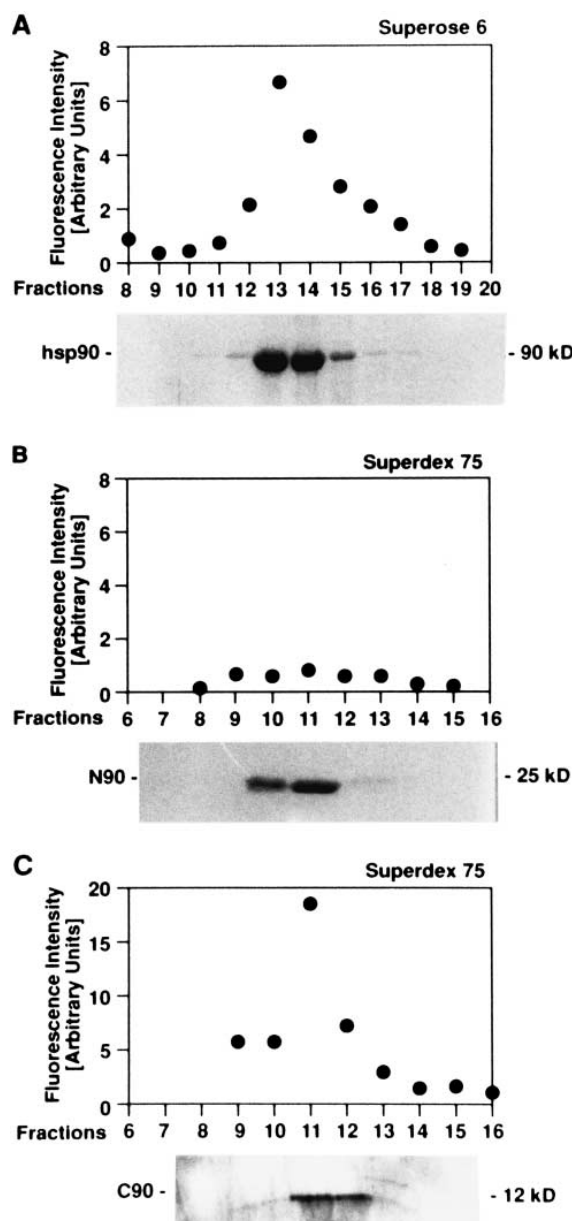 A
Superose 6
Fluorescence Intensity
[Arbitrary Units]
8
6
4
2
0
Fractions 8 9 10 11 12 13 14 15 16 17 18 19 20
hsp90 - - 90 kD
B
Superdex 75
Fluorescence Intensity
[Arbitrary Units]
8
6
4
2
0
Fractions 6 7 8 9 10 11 12 13 14 15 16
N90 - - 25 kD
C
Superdex 75
Fluorescence Intensity
[Arbitrary Units]
20
15
10
5
0
Fractions 6 7 8 9 10 11 12 13 14 15 16
C90 - - 12 kD